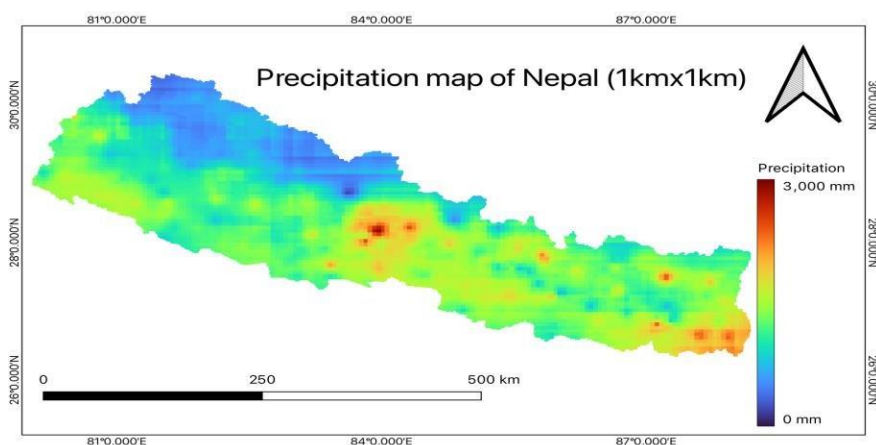 81°0.000'E 84°0.000'E 87°0.000'E
Precipitation map of Nepal (1kmx1km)
30°0.000'N 30°0.000'N
Precipitation
3,000 mm
28°0.000'N 28°0.000'N
26°0.000'N 26°0.000'N
0 250 500 km
0 mm
81°0.000'E 84°0.000'E 87°0.000'E